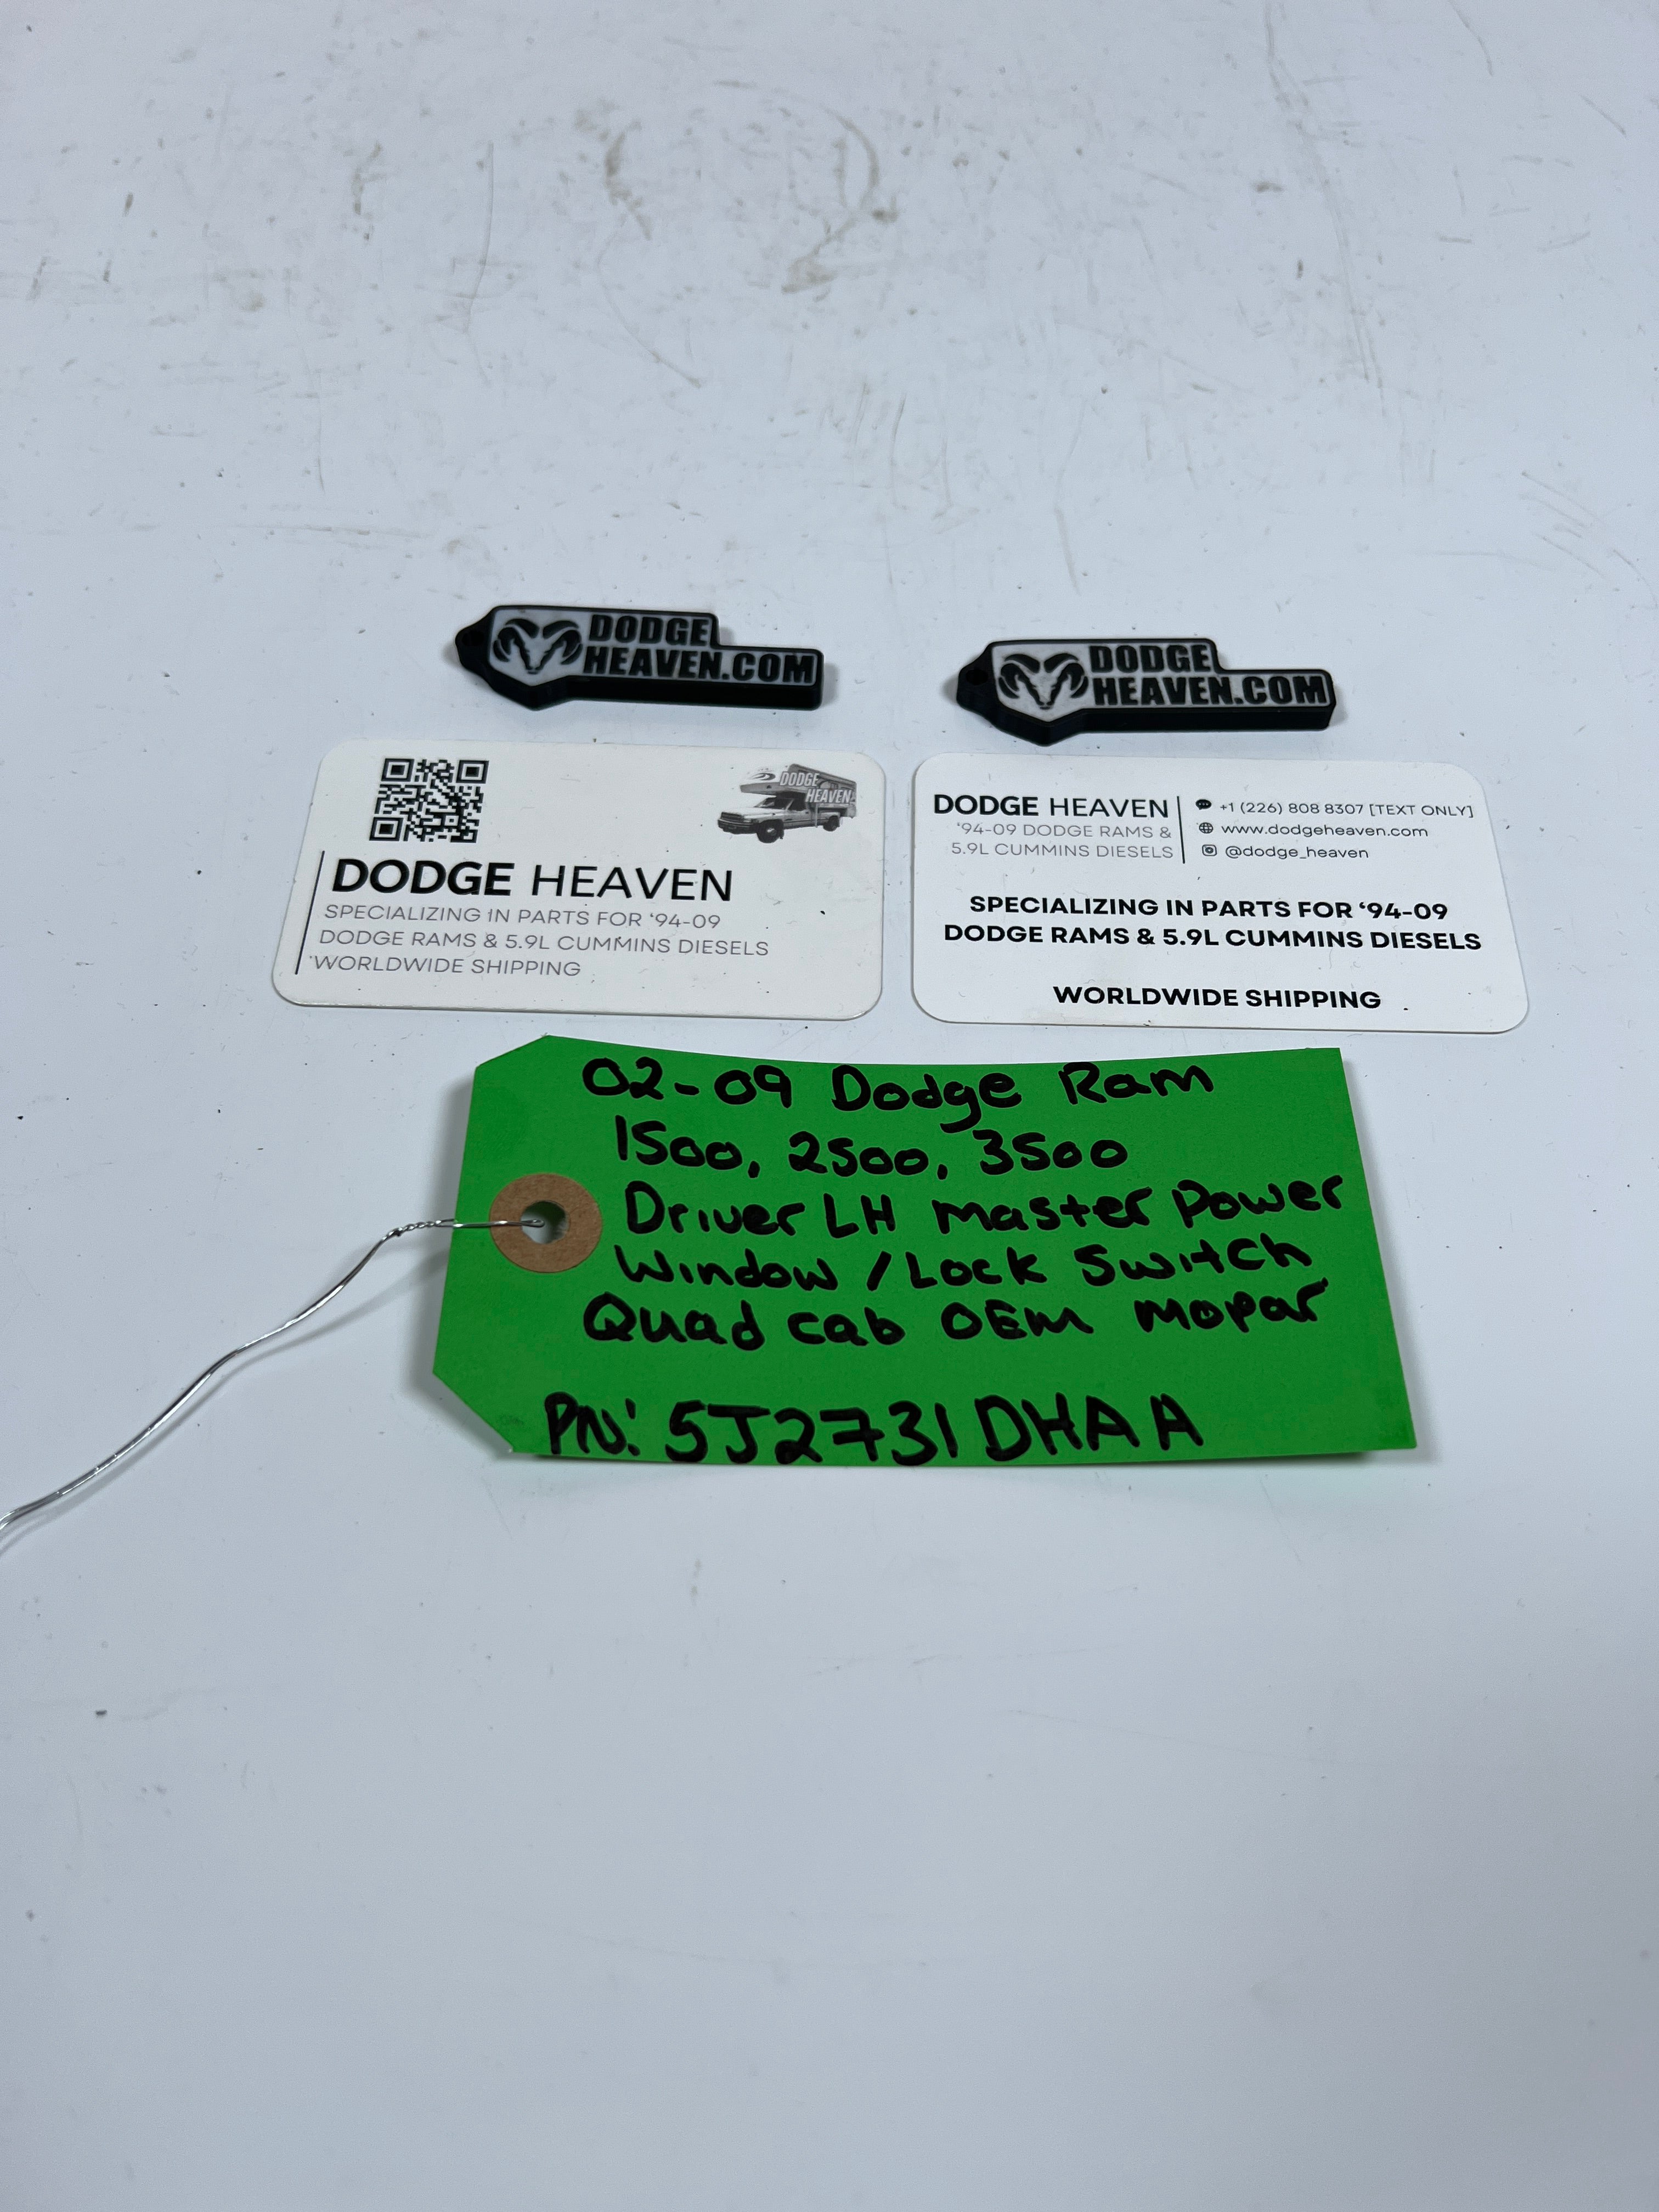 DODGE
HEAVEN.COM
DODGE
HEAVEN.COM
DODGE
HEAVEN
DODGE HEAVEN
SPECIALIZING IN PARTS FOR ‘94-09
DODGE RAMS & 5.9L CUMMINS DIESELS
WORLDWIDE SHIPPING
DODGE HEAVEN
‘94-09 DODGE RAMS &
5.9L CUMMINS DIESELS
+1 (226) 808 8307 [TEXT ONLY]
www.dodgeheaven.com
@dodge_heaven
SPECIALIZING IN PARTS FOR ‘94-09
DODGE RAMS & 5.9L CUMMINS DIESELS
WORLDWIDE SHIPPING
02-09 Dodge Ram
1500, 2500, 3500
Driver LH Master Power
Window / Lock Switch
Quad cab OEM mopar
PN: 5J2731DHAA